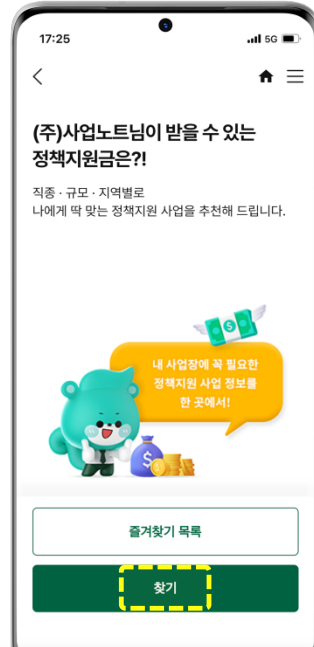 17:25
5G
(주)사업노트님이 받을 수 있는
정책지원금은?!
직종 · 규모 · 지역별로
나에게 딱 맞는 정책지원 사업을 추천해 드립니다.
내 사업장에 꼭 필요한
정책지원 사업 정보를
한 곳에서!
즐겨찾기 목록
찾기